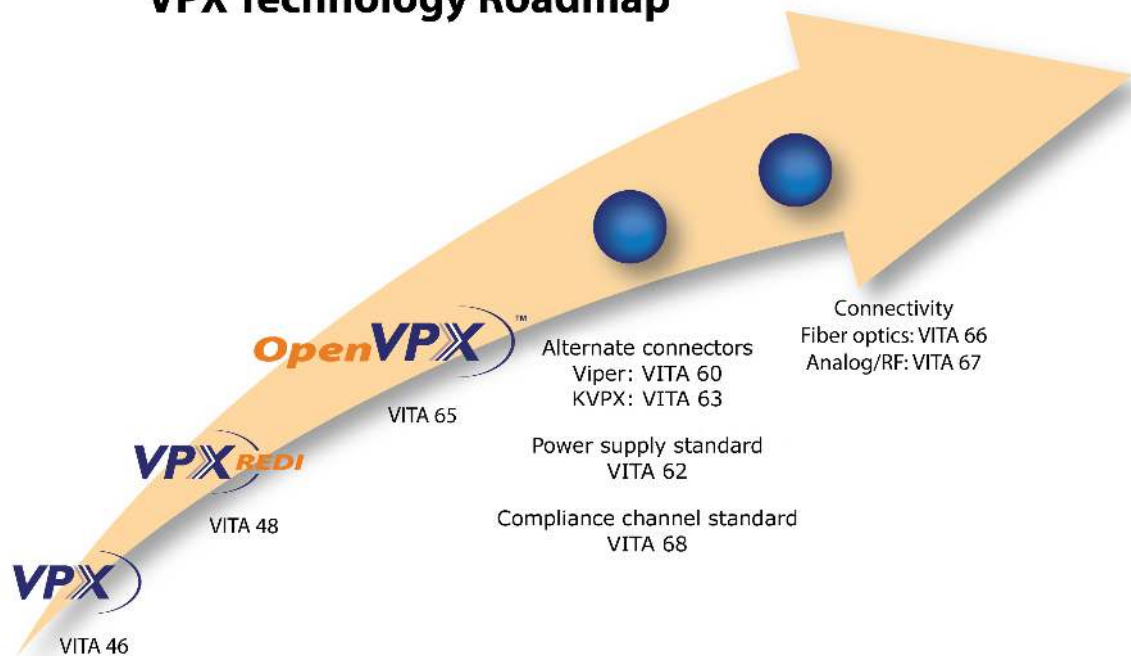 VPX Technology Roadmap
OpenVPX™
VITA 65
VPX REDI
VITA 48
VPX
VITA 46
Alternate connectors
Viper: VITA 60
KVPX: VITA 63
Power supply standard
VITA 62
Compliance channel standard
VITA 68
Connectivity
Fiber optics: VITA 66
Analog/RF: VITA 67